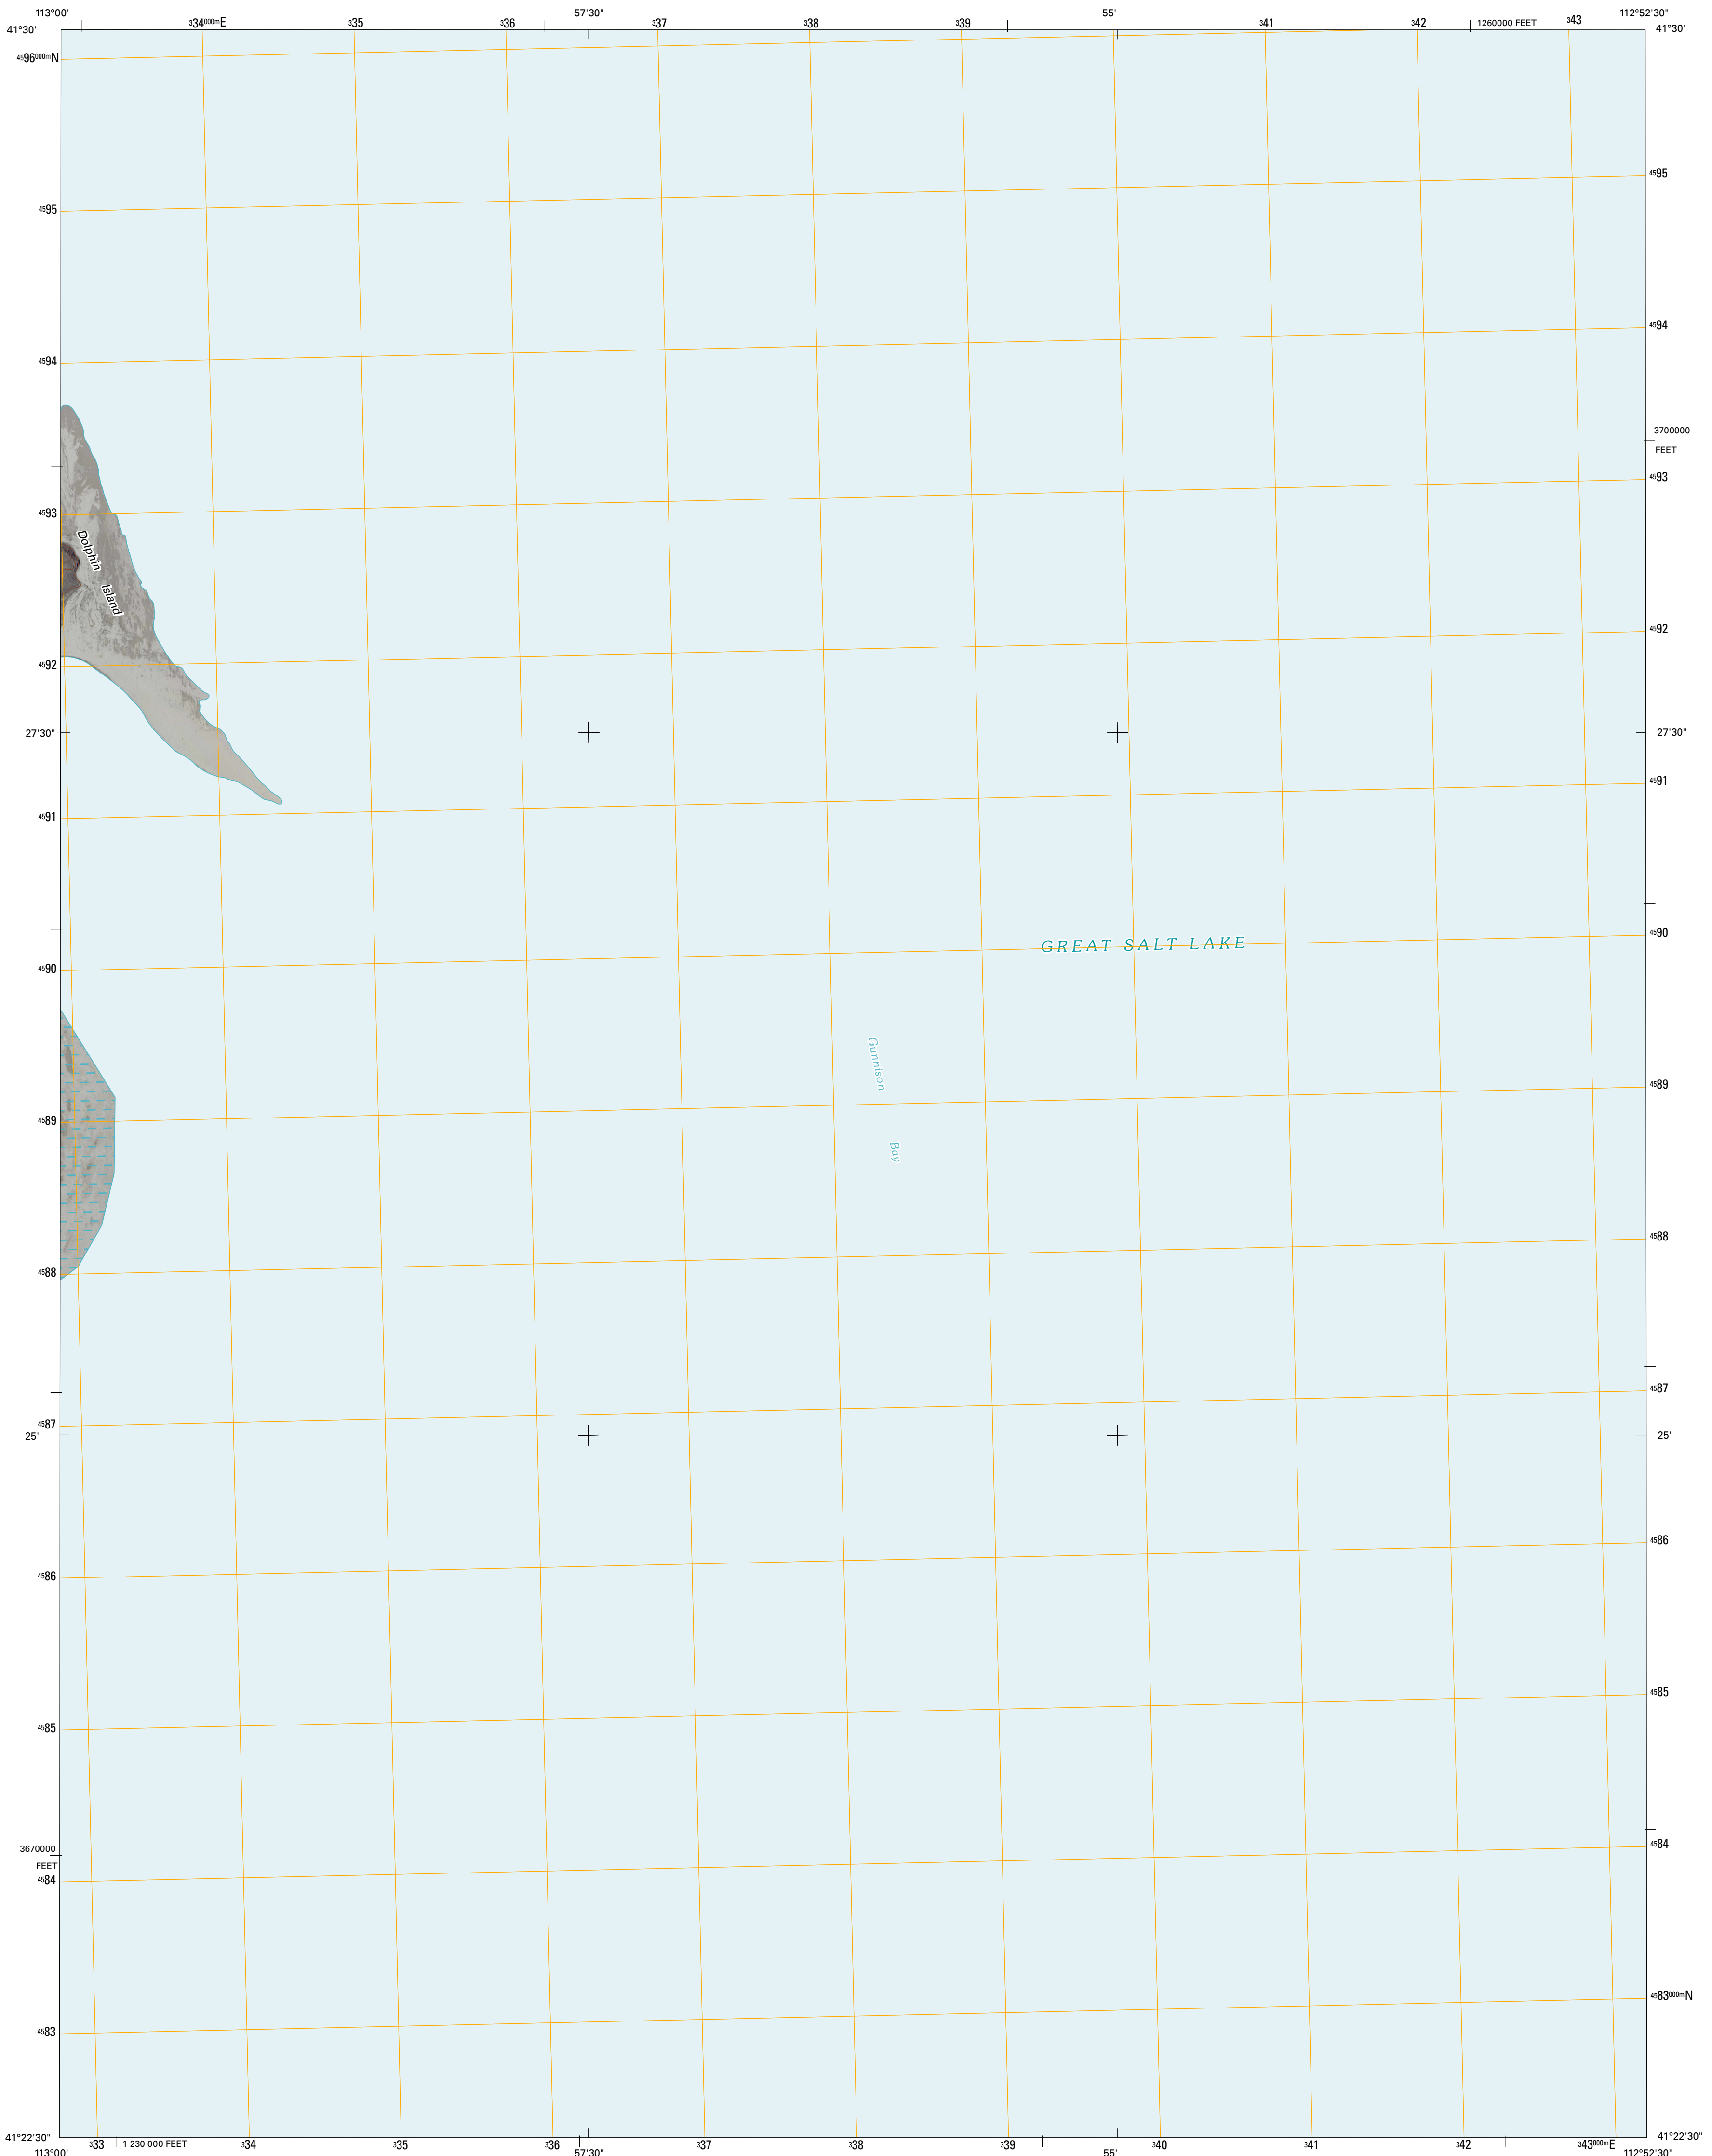 113°00' ³34⁰⁰⁰ᵐE ³35 ³36 57'30" ³37 ³38 ³39 55' ³41 ³42 1260000 FEET ³43 112°52'30"
41°30' 41°30'
⁴⁵96⁰⁰⁰ᵐN
⁴⁵95
⁴⁵95
⁴⁵94
⁴⁵94
3700000
FEET
⁴⁵93
⁴⁵93
Dolphin
Island
⁴⁵92
⁴⁵92
27'30" 27'30"
⁴⁵91
⁴⁵91
⁴⁵90
GREAT SALT LAKE
⁴⁵90
Gunnison
Bay
⁴⁵89
⁴⁵89
⁴⁵88
⁴⁵88
⁴⁵87
⁴⁵87
25' 25'
⁴⁵86
⁴⁵86
⁴⁵85
⁴⁵85
⁴⁵84
3670000
FEET
⁴⁵84
⁴⁵83⁰⁰⁰ᵐN
⁴⁵83
41°22'30" 41°22'30"
³33 1 230 000 FEET ³34 ³35 ³36 ³37 ³38 ³39 ³40 ³41 ³42 ³43⁰⁰⁰ᵐE
113°00' 57'30" 55' 112°52'30"